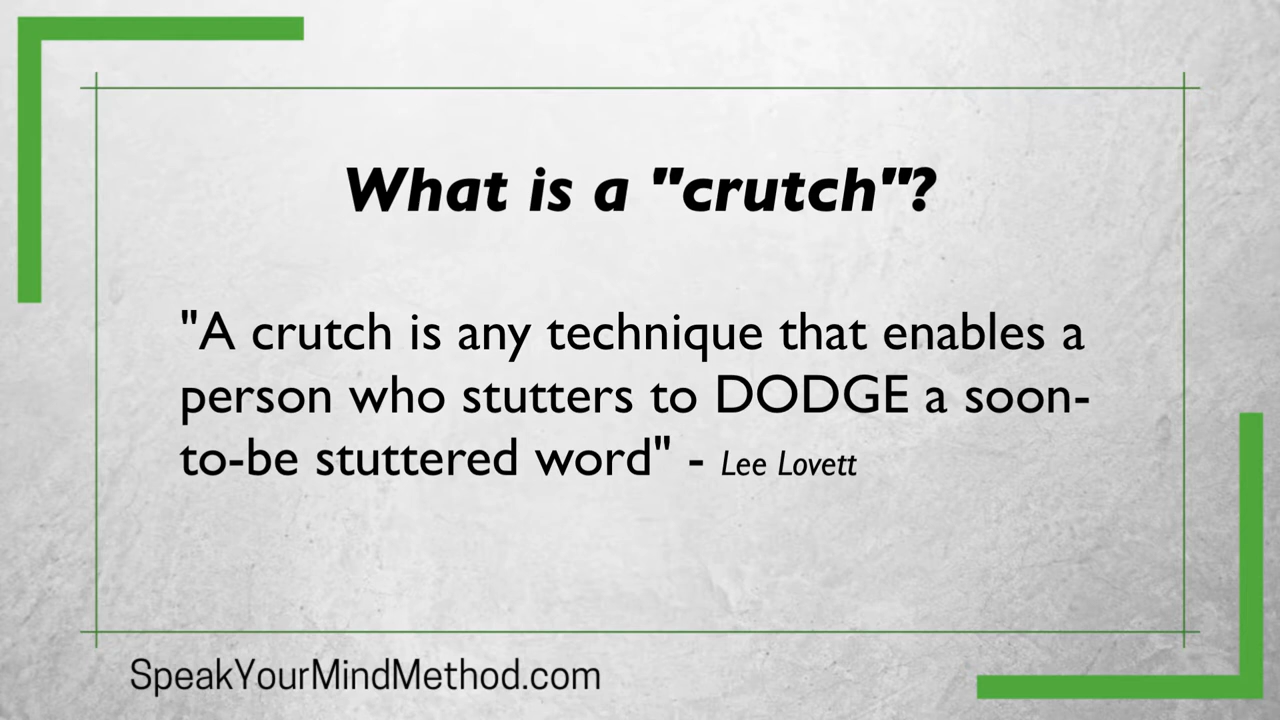 What is a "crutch"?
"A crutch is any technique that enables a
person who stutters to DODGE a soon-
to-be stuttered word" - Lee Lovett
SpeakYourMindMethod.com